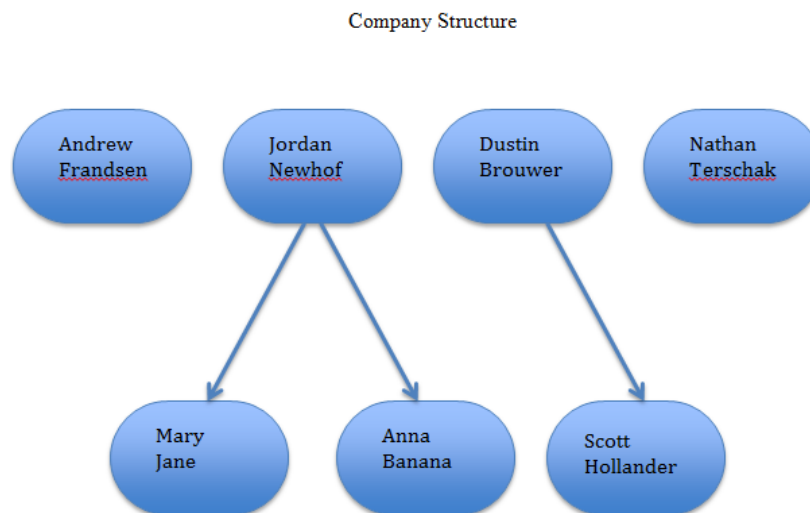 Company Structure
Andrew
Frandsen
Jordan
Newhof
Dustin
Brouwer
Nathan
Terschak
Mary
Jane
Anna
Banana
Scott
Hollander